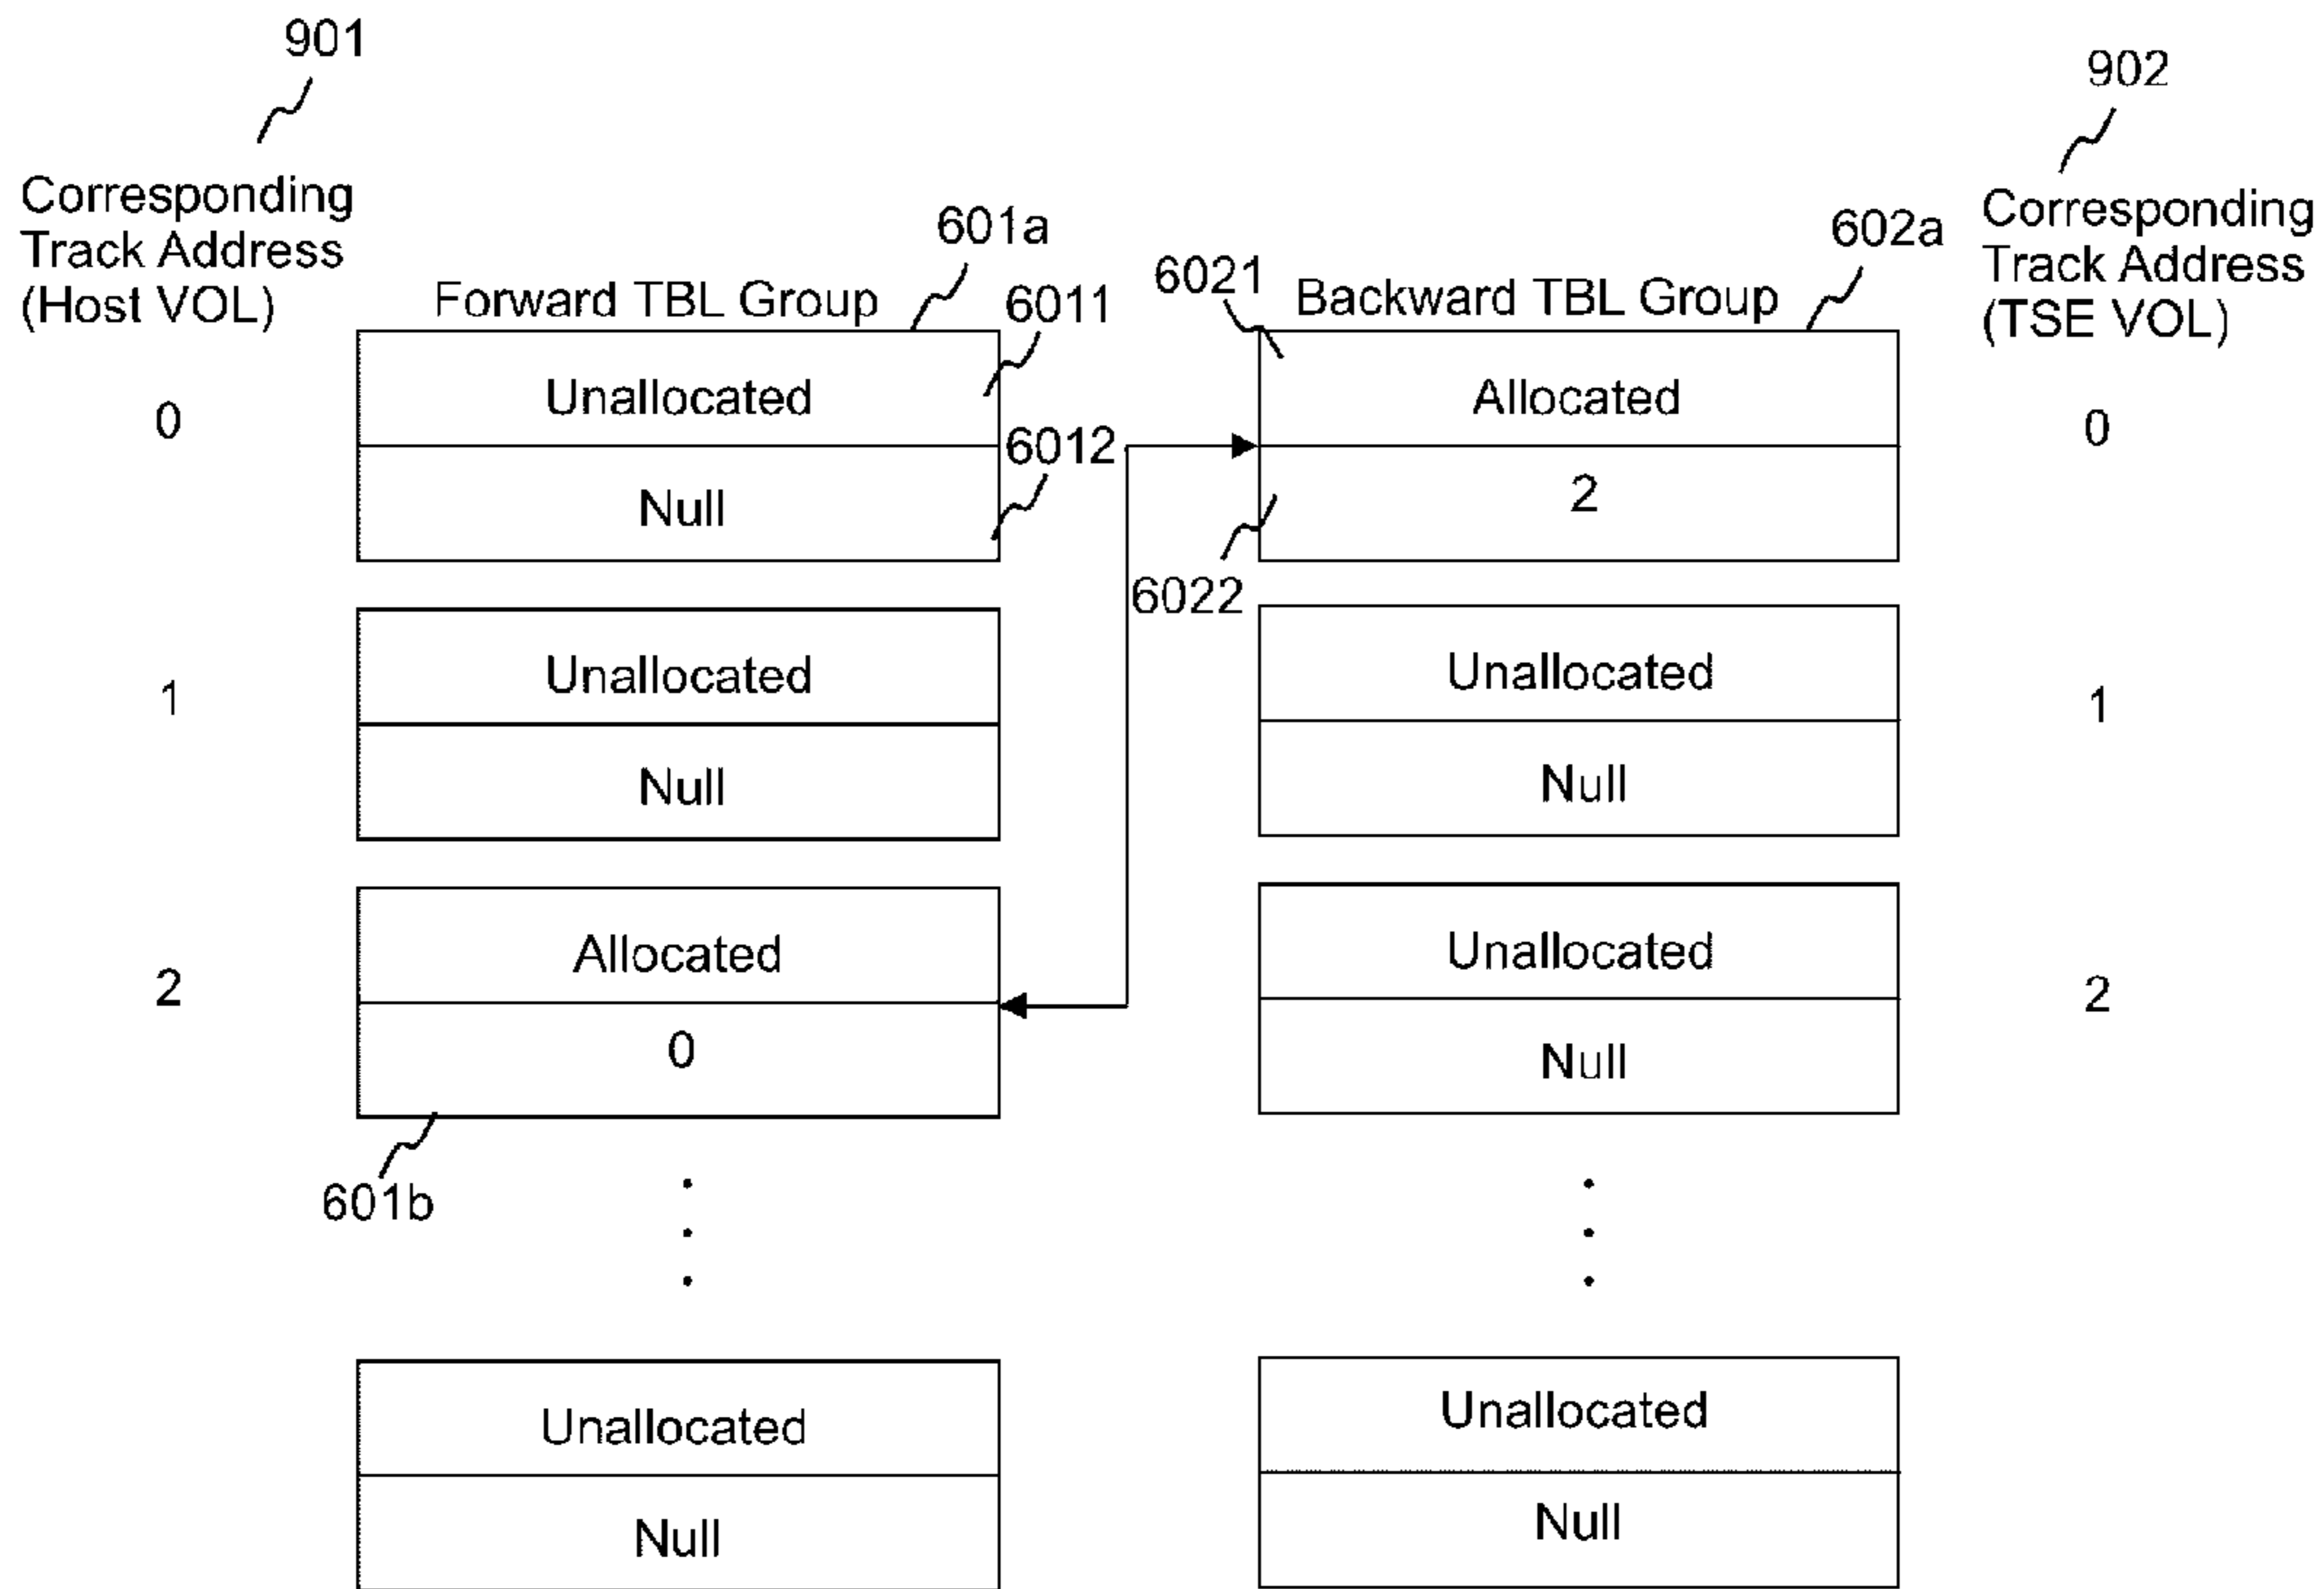 901
902
Corresponding
Track Address
(Host VOL)
Corresponding
Track Address
(TSE VOL)
601a
602a
Forward TBL Group
6011
6021
Backward TBL Group
0
Unallocated
Allocated
0
6012
Null
2
6022
1
Unallocated
Unallocated
1
Null
Null
2
Allocated
Unallocated
2
0
Null
601b
Unallocated
Unallocated
Null
Null